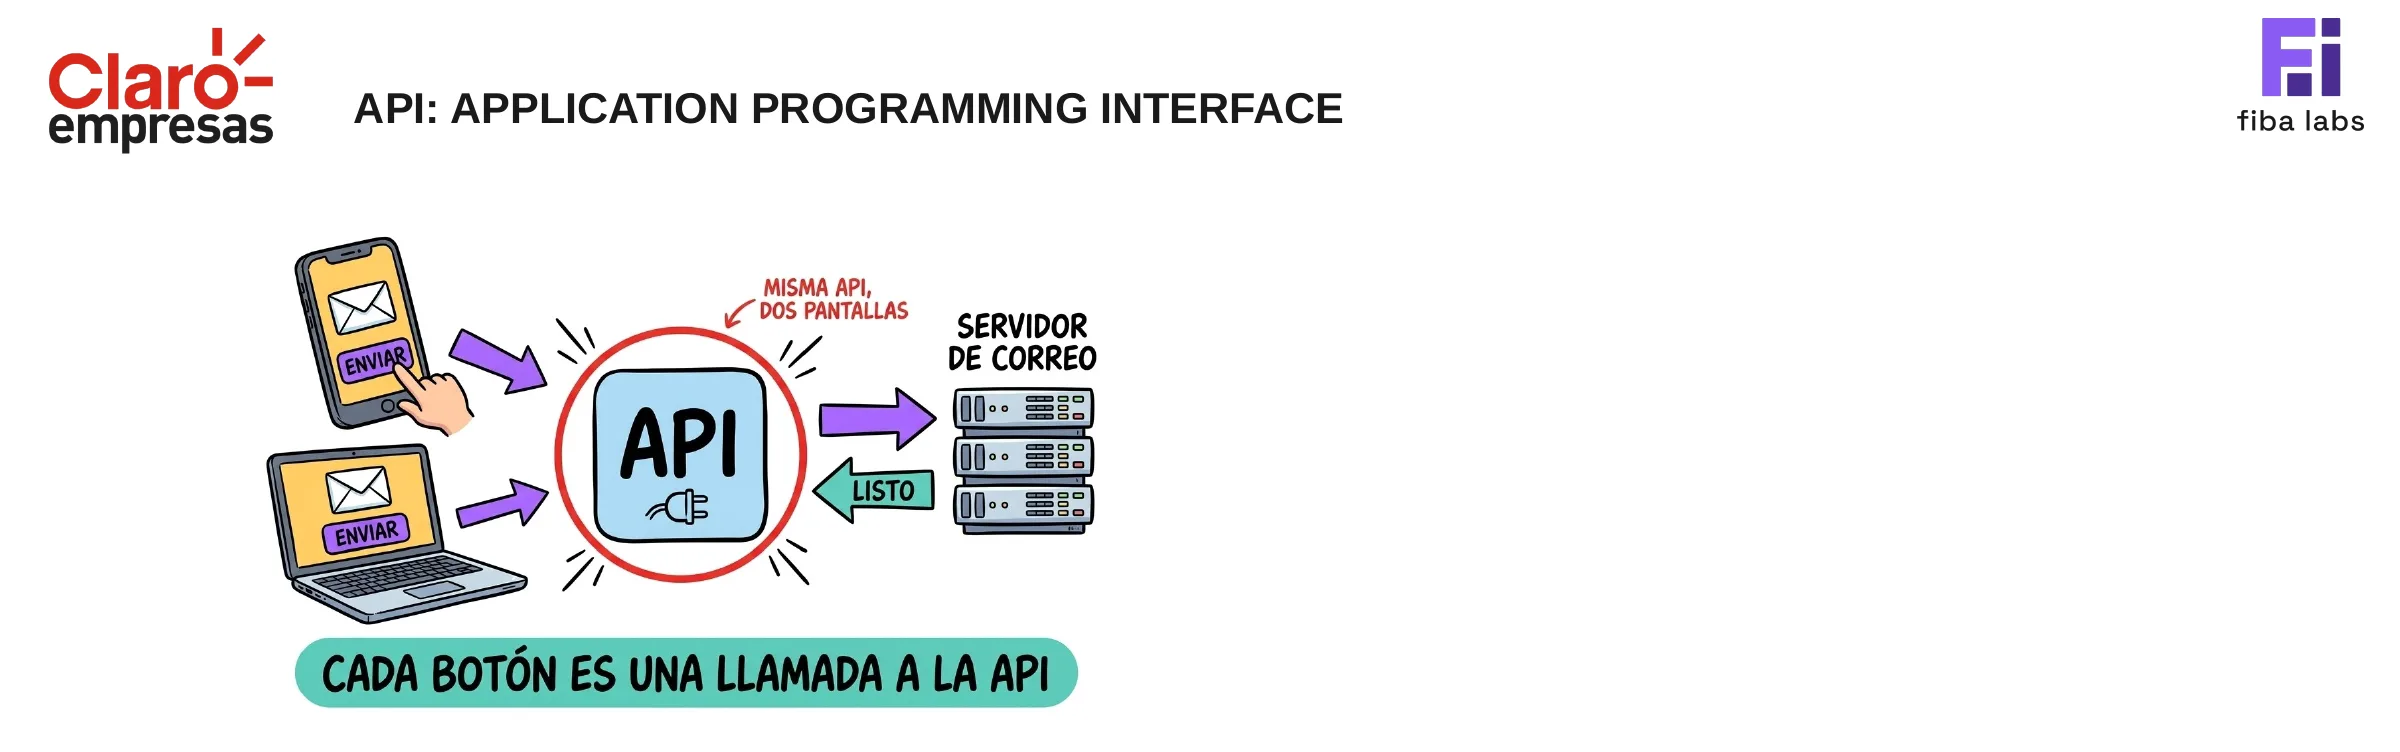 Claro
empresas
API: APPLICATION PROGRAMMING INTERFACE
Fi
fiba labs
ENVIAR
MISMA API,
DOS PANTALLAS
SERVIDOR
DE CORREO
API
LISTO
ENVIAR
CADA BOTÓN ES UNA LLAMADA A LA API